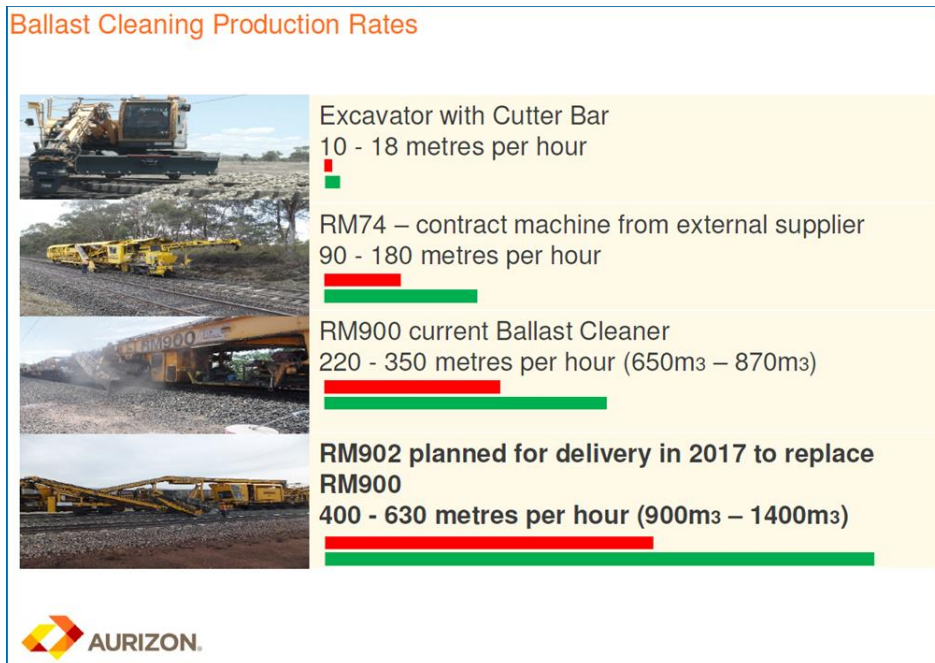 Ballast Cleaning Production Rates
Excavator with Cutter Bar
10 - 18 metres per hour
RM74 – contract machine from external supplier
90 - 180 metres per hour
RM900
RM900 current Ballast Cleaner
220 - 350 metres per hour (650m3 – 870m3)
RM902 planned for delivery in 2017 to replace
RM900
400 - 630 metres per hour (900m3 – 1400m3)
AURIZON®